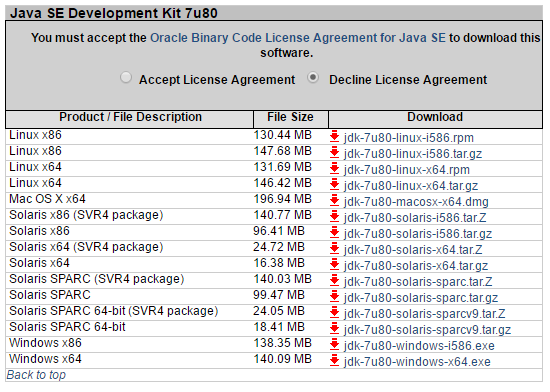 Java SE Development Kit 7u80
You must accept the Oracle Binary Code License Agreement for Java SE to download this
software.
Accept License Agreement Decline License Agreement
Product / File Description File Size Download
Linux x86 130.44 MB jdk-7u80-linux-i586.rpm
Linux x86 147.68 MB jdk-7u80-linux-i586.tar.gz
Linux x64 131.69 MB jdk-7u80-linux-x64.rpm
Linux x64 146.42 MB jdk-7u80-linux-x64.tar.gz
Mac OS X x64 196.94 MB jdk-7u80-macosx-x64.dmg
Solaris x86 (SVR4 package) 140.77 MB jdk-7u80-solaris-i586.tar.Z
Solaris x86 96.41 MB jdk-7u80-solaris-i586.tar.gz
Solaris x64 (SVR4 package) 24.72 MB jdk-7u80-solaris-x64.tar.Z
Solaris x64 16.38 MB jdk-7u80-solaris-x64.tar.gz
Solaris SPARC (SVR4 package) 140.03 MB jdk-7u80-solaris-sparc.tar.Z
Solaris SPARC 99.47 MB jdk-7u80-solaris-sparc.tar.gz
Solaris SPARC 64-bit (SVR4 package) 24.05 MB jdk-7u80-solaris-sparcv9.tar.Z
Solaris SPARC 64-bit 18.41 MB jdk-7u80-solaris-sparcv9.tar.gz
Windows x86 138.35 MB jdk-7u80-windows-i586.exe
Windows x64 140.09 MB jdk-7u80-windows-x64.exe
Back to top